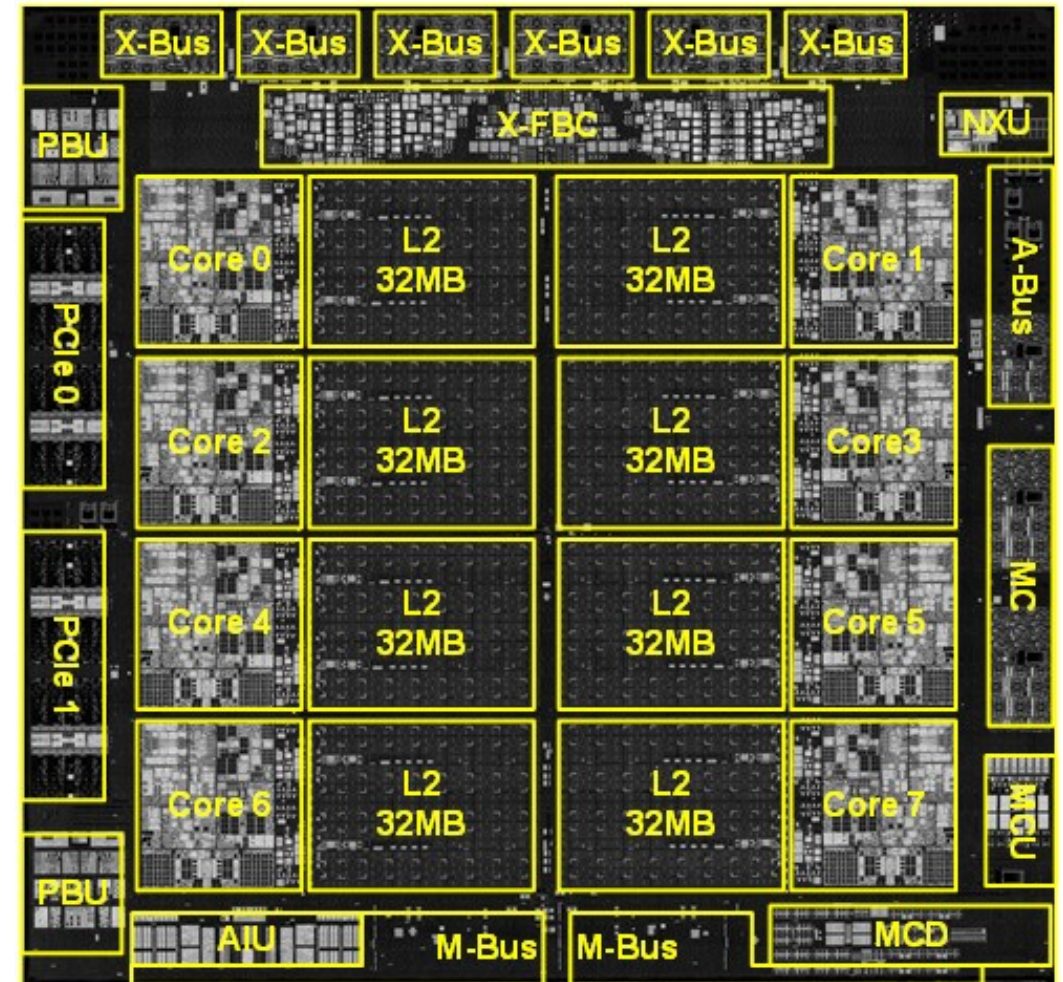 X-Bus X-Bus X-Bus X-Bus X-Bus X-Bus
X-FBC
NXU
PBU
Core 0
L2
32MB
L2
32MB
Core 1
A-Bus
PCIe 0
Core 2
L2
32MB
L2
32MB
Core3
MC
Core 4
L2
32MB
L2
32MB
Core 5
PCIe 1
Core 6
L2
32MB
L2
32MB
Core 7
MCU
PBU
AIU
M-Bus
M-Bus
MCD